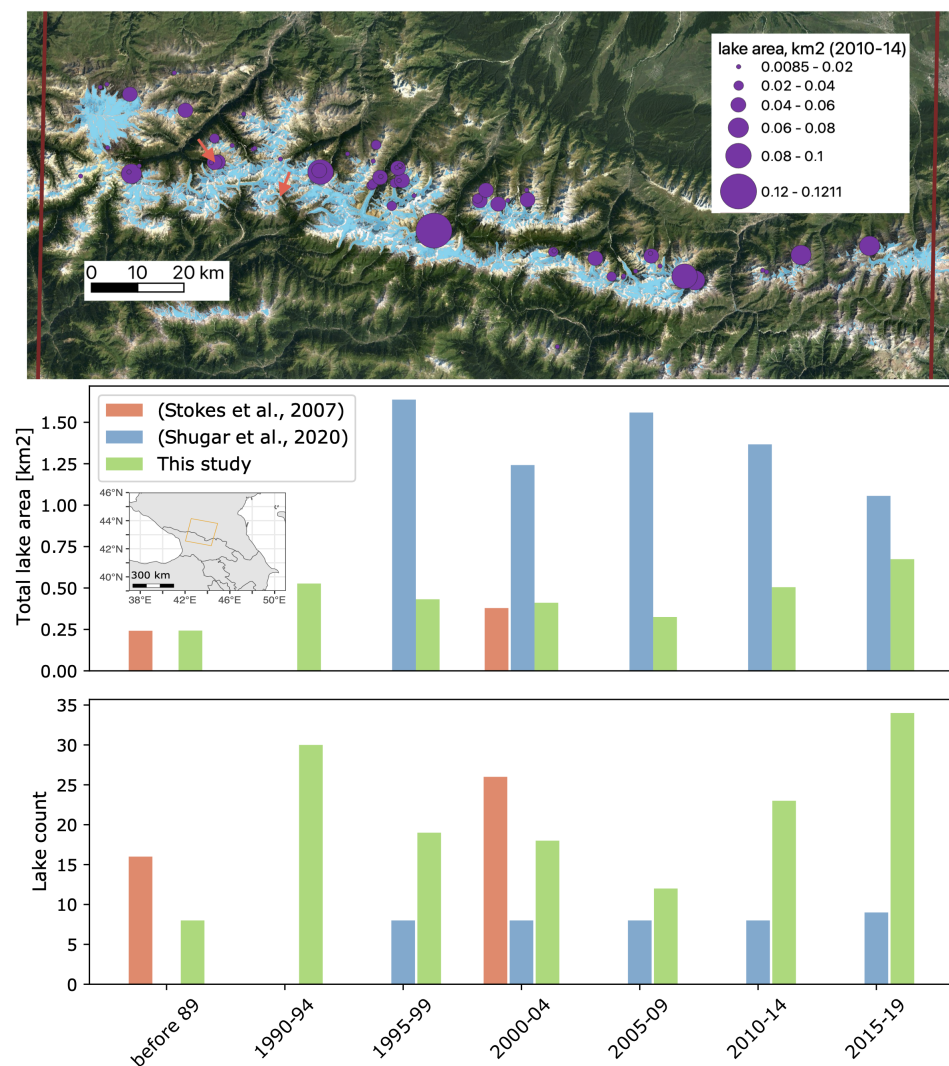 lake area, km2 (2010-14)
0.0085 - 0.02
0.02 - 0.04
0.04 - 0.06
0.06 - 0.08
0.08 - 0.1
0.12 - 0.1211
0 10 20 km
Total lake area [km2]
1.50
1.25
1.00
0.75
0.50
0.25
0.00
(Stokes et al., 2007)
(Shugar et al., 2020)
This study
46°N
44°N
42°N
40°N
300 km
38°E 42°E 46°E 50°E
Lake count
35
30
25
20
15
10
5
0
before 89
1990-94
1995-99
2000-04
2005-09
2010-14
2015-19